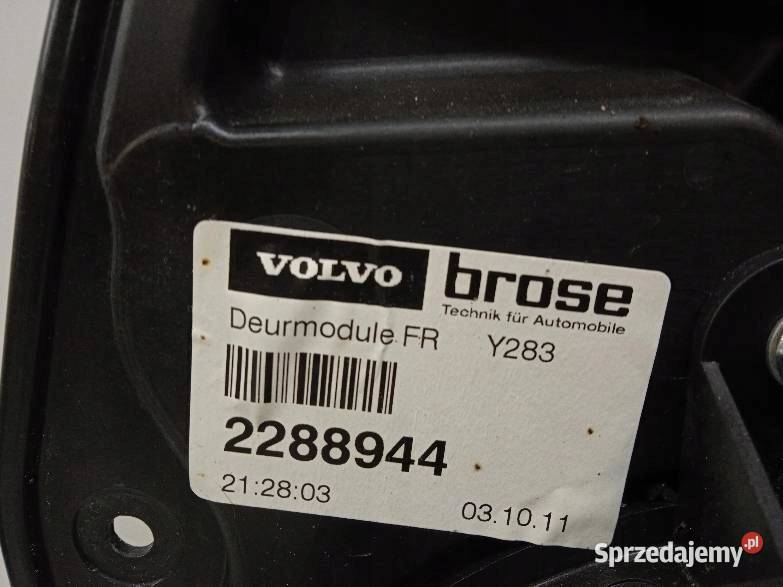 VOLVO
brose
Technik für Automobile
Deurmodule FR Y283
2288944
21:28:03 03.10.11
Sprzedajemy.pl